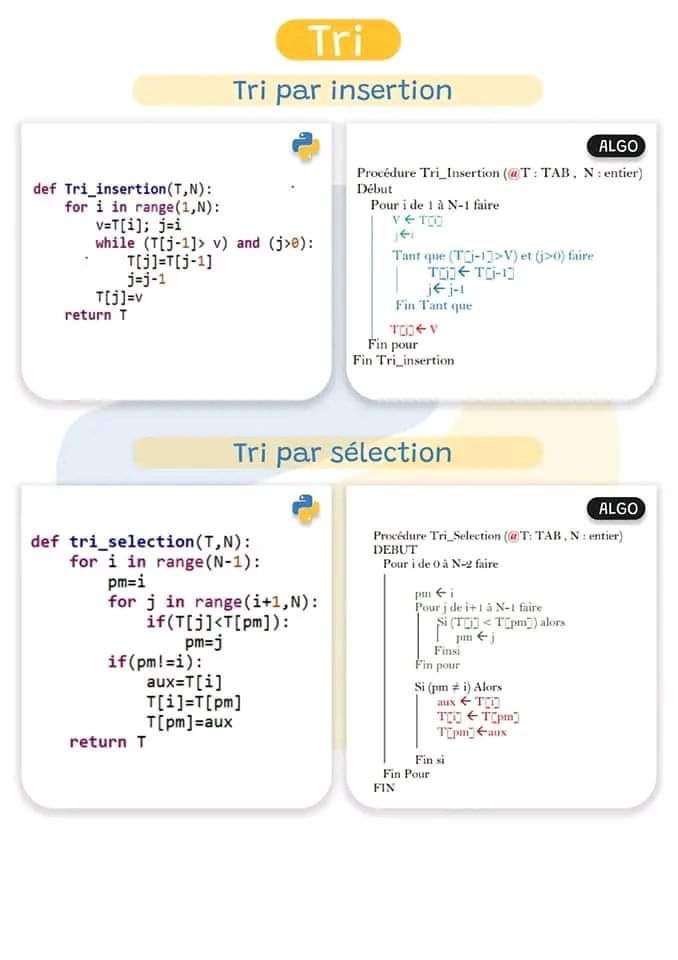 Tri
Tri par insertion
def Tri_insertion(T,N):
    for i in range(1,N):
        v=T[i]; j=i
        while (T[j-1]> v) and (j>0):
            T[j]=T[j-1]
            j=j-1
        T[j]=v
    return T
ALGO
Procédure Tri_Insertion (@T : TAB , N : entier)
Début
Pour i de 1 à N-1 faire
V ← T[i]
j←i
Tant que (T[j-1]>V) et (j>0) faire
T[j]← T[j-1]
j← j-1
Fin Tant que
T[j]← V
Fin pour
Fin Tri_insertion
Tri par sélection
def tri_selection(T,N):
    for i in range(N-1):
        pm=i
        for j in range(i+1,N):
            if(T[j]<T[pm]):
                pm=j
        if(pm!=i):
            aux=T[i]
            T[i]=T[pm]
            T[pm]=aux
    return T
ALGO
Procédure Tri_Selection (@T: TAB , N : entier)
DEBUT
Pour i de 0 à N-2 faire
pm ← i
Pour j de i+1 à N-1 faire
Si (T[j] < T[pm]) alors
pm ← j
Finsi
Fin pour
Si (pm ≠ i) Alors
aux ← T[i]
T[i] ← T[pm]
T[pm]←aux
Fin si
Fin Pour
FIN